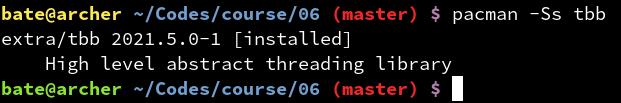 bate@archer ~/Codes/course/06 (master) $ pacman -Ss tbb
extra/tbb 2021.5.0-1 [installed]
    High level abstract threading library
bate@archer ~/Codes/course/06 (master) $